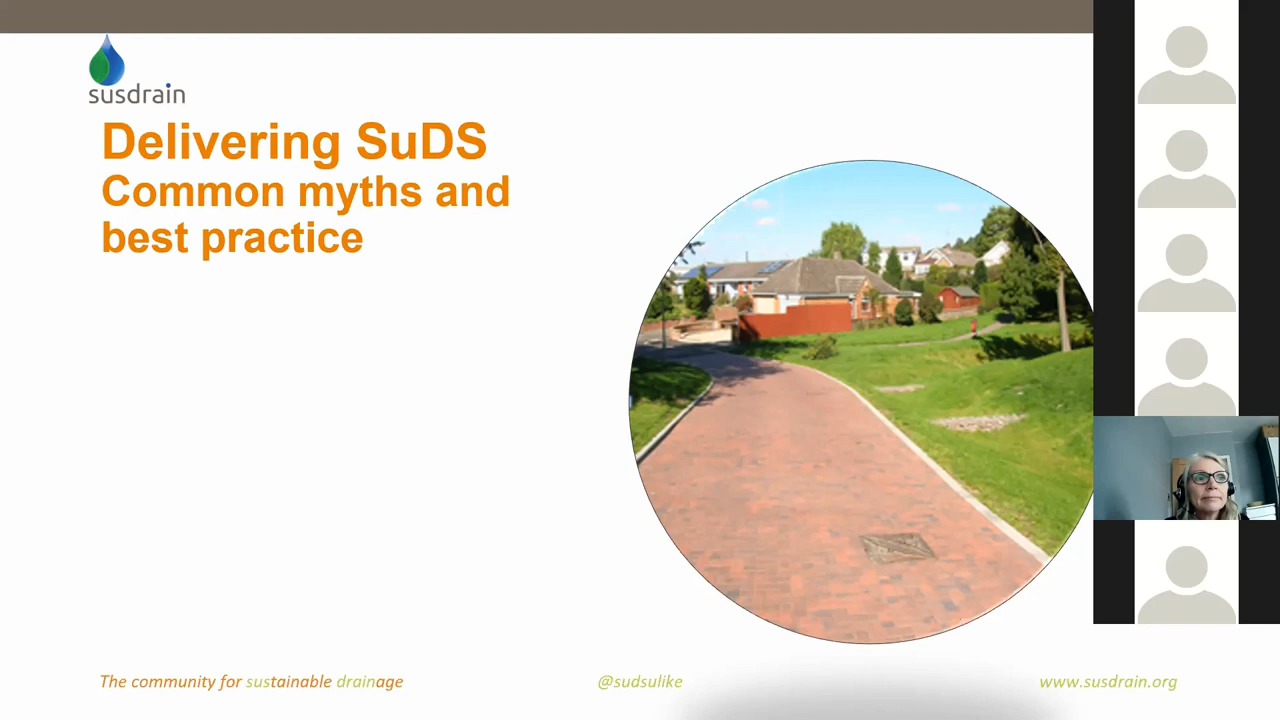 susdrain
Delivering SuDS
Common myths and
best practice
The community for sustainable drainage
@sudsulike
www.susdrain.org